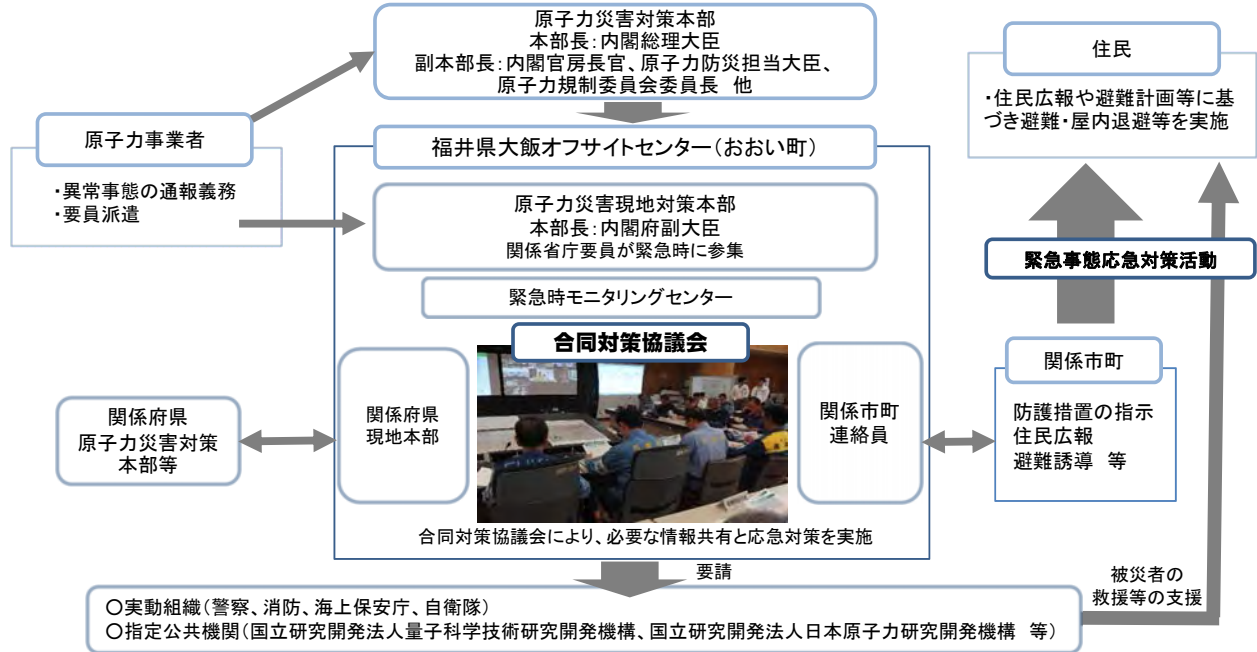 原子力災害対策本部
本部長：内閣総理大臣
副本部長：内閣官房長官、原子力防災担当大臣、
原子力規制委員会委員長　他
住民
・住民広報や避難計画等に基
づき避難・屋内退避等を実施
原子力事業者
・異常事態の通報義務
・要員派遣
福井県大飯オフサイトセンター（おおい町）
原子力災害現地対策本部
本部長：内閣府副大臣
関係省庁要員が緊急時に参集
緊急時モニタリングセンター
合同対策協議会
緊急事態応急対策活動
関係府県
原子力災害対策
本部等
関係府県
現地本部
関係市町
連絡員
関係市町
防護措置の指示
住民広報
避難誘導　等
合同対策協議会により、必要な情報共有と応急対策を実施
要請
被災者の
救援等の支援
○実動組織（警察、消防、海上保安庁、自衛隊）
○指定公共機関（国立研究開発法人量子科学技術研究開発機構、国立研究開発法人日本原子力研究開発機構　等）